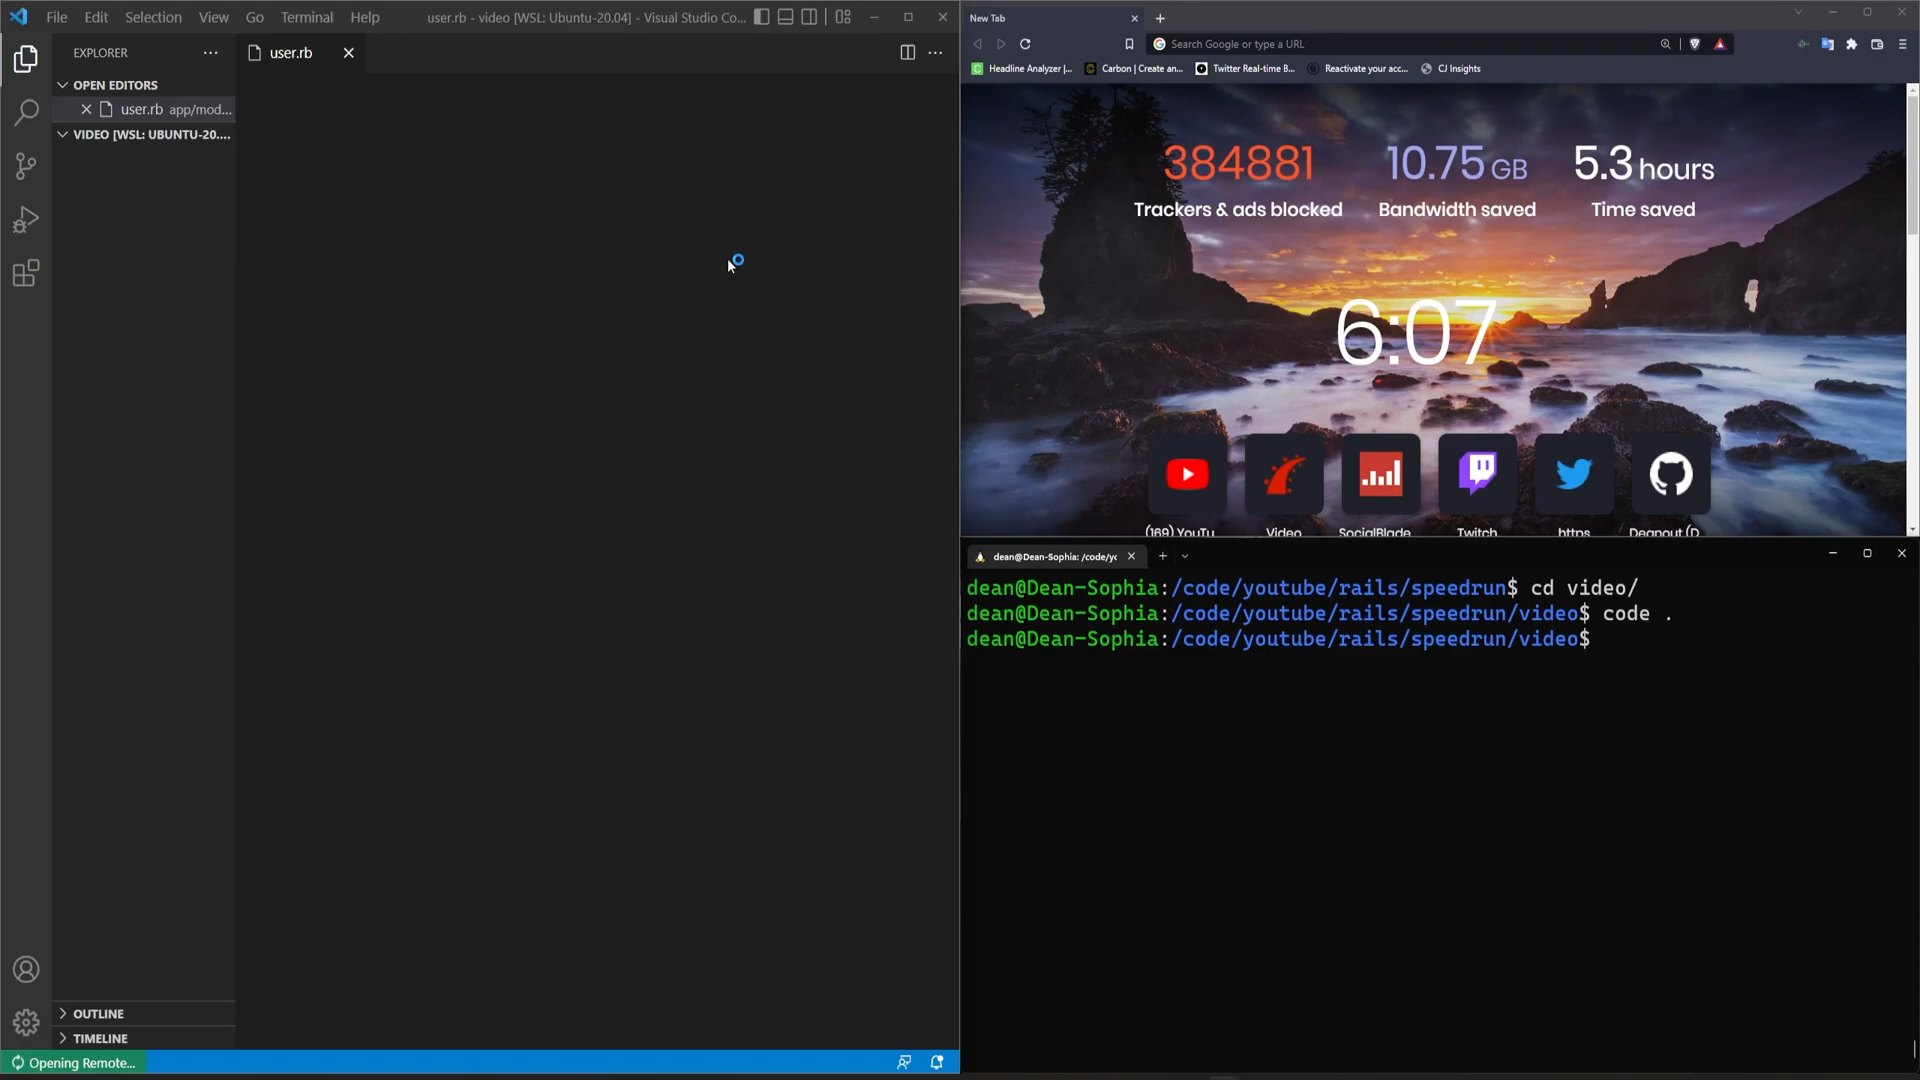 File Edit Selection View Go Terminal Help
user.rb - video [WSL: Ubuntu-20.04] - Visual Studio Co...
EXPLORER
user.rb
OPEN EDITORS
user.rb app/mod...
VIDEO [WSL: UBUNTU-20....
OUTLINE
TIMELINE
Opening Remote...
New Tab
Search Google or type a URL
Headline Analyzer |... Carbon | Create an... Twitter Real-time B... Reactivate your acc... CJ Insights
384881 10.75 GB 5.3 hours
Trackers & ads blocked Bandwidth saved Time saved
6:07
(169) YouTu Video SocialBlade Twitch https Deanout (D
dean@Dean-Sophia: /code/yc
dean@Dean-Sophia:/code/youtube/rails/speedrun$ cd video/
dean@Dean-Sophia:/code/youtube/rails/speedrun/video$ code .
dean@Dean-Sophia:/code/youtube/rails/speedrun/video$